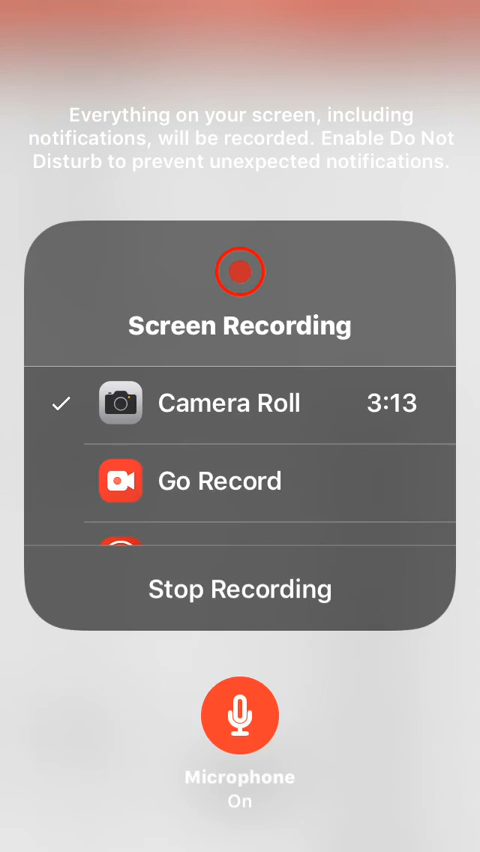 Everything on your screen, including
notifications, will be recorded. Enable Do Not
Disturb to prevent unexpected notifications.
Screen Recording
Camera Roll 3:13
Go Record
Stop Recording
Microphone
On